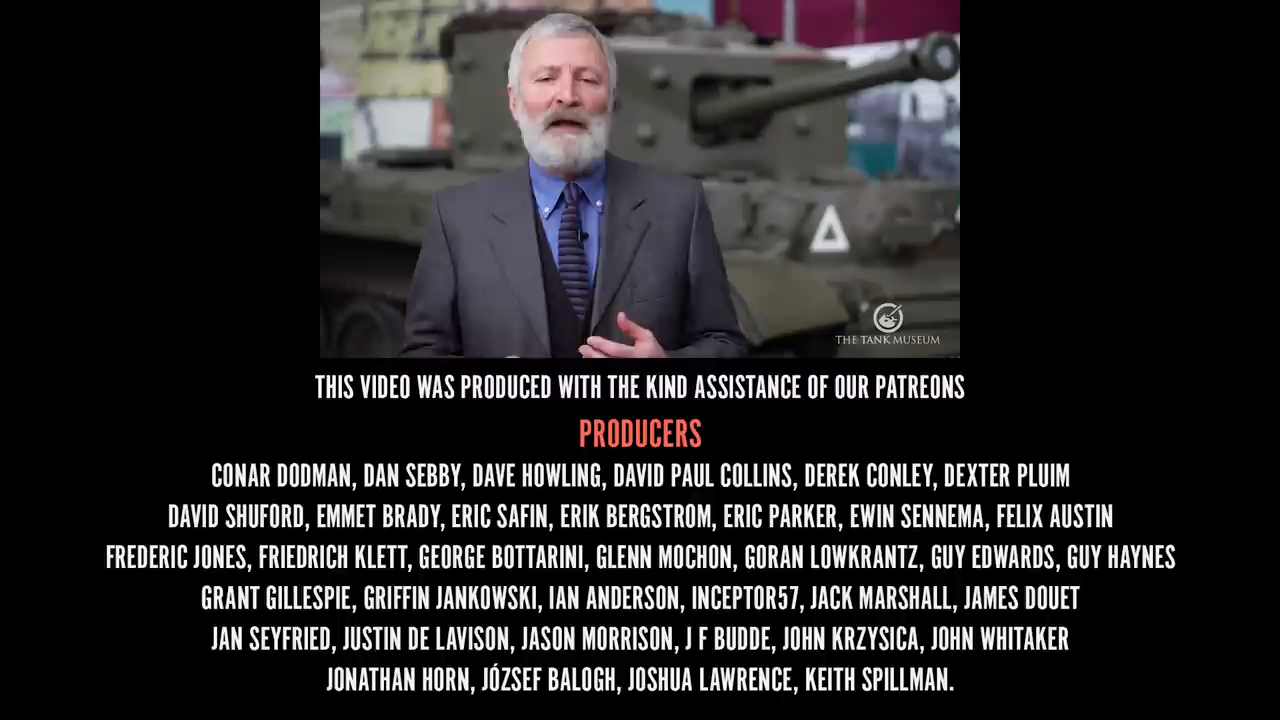 THE TANK MUSEUM
THIS VIDEO WAS PRODUCED WITH THE KIND ASSISTANCE OF OUR PATREONS
PRODUCERS
CONAR DODMAN, DAN SEBBY, DAVE HOWLING, DAVID PAUL COLLINS, DEREK CONLEY, DEXTER PLUIM
DAVID SHUFORD, EMMET BRADY, ERIC SAFIN, ERIK BERGSTROM, ERIC PARKER, EWIN SENNEMA, FELIX AUSTIN
FREDERIC JONES, FRIEDRICH KLETT, GEORGE BOTTARINI, GLENN MOCHON, GORAN LOWKRANTZ, GUY EDWARDS, GUY HAYNES
GRANT GILLESPIE, GRIFFIN JANKOWSKI, IAN ANDERSON, INCEPTOR57, JACK MARSHALL, JAMES DOUET
JAN SEYFRIED, JUSTIN DE LAVISON, JASON MORRISON, J F BUDDE, JOHN KRZYSICA, JOHN WHITAKER
JONATHAN HORN, JÓZSEF BALOGH, JOSHUA LAWRENCE, KEITH SPILLMAN.